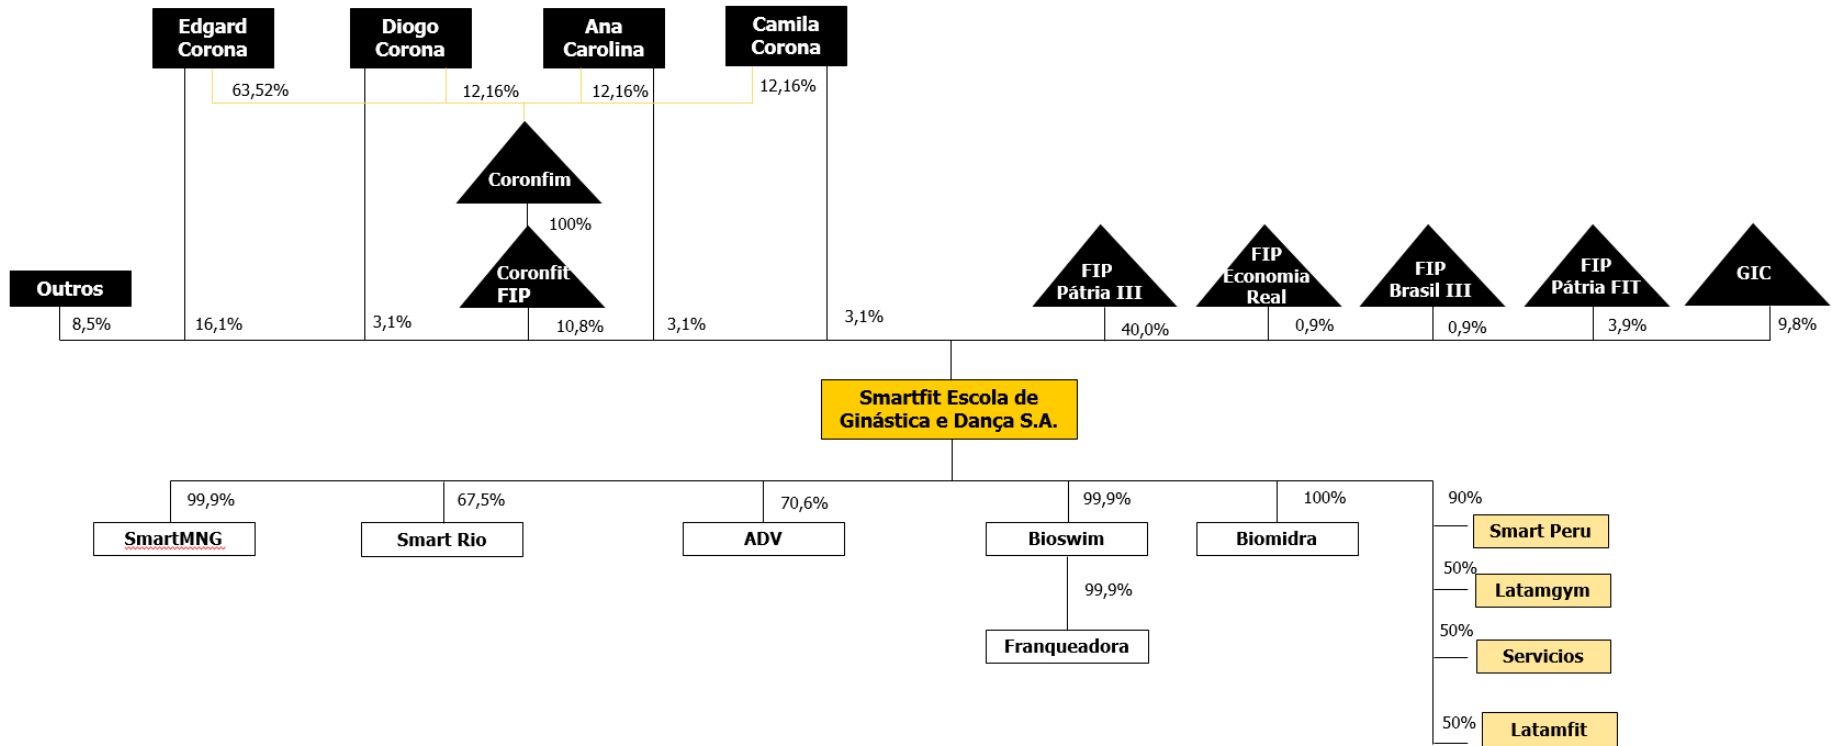 Edgard
Corona
Diogo
Corona
Ana
Carolina
Camila
Corona
63,52%
12,16%
12,16%
12,16%
Coronfim
100%
Coronfit
FIP
Outros
FIP
Pátria III
FIP
Economia
Real
FIP
Brasil III
FIP
Pátria FIT
GIC
8,5%
16,1%
3,1%
10,8%
3,1%
3,1%
40,0%
0,9%
0,9%
3,9%
9,8%
Smartfit Escola de
Ginástica e Dança S.A.
99,9%
67,5%
70,6%
99,9%
100%
90%
SmartMNG
Smart Rio
ADV
Bioswim
Biomidra
Smart Peru
50%
Latamgym
99,9%
Franqueadora
50%
Servicios
50%
Latamfit